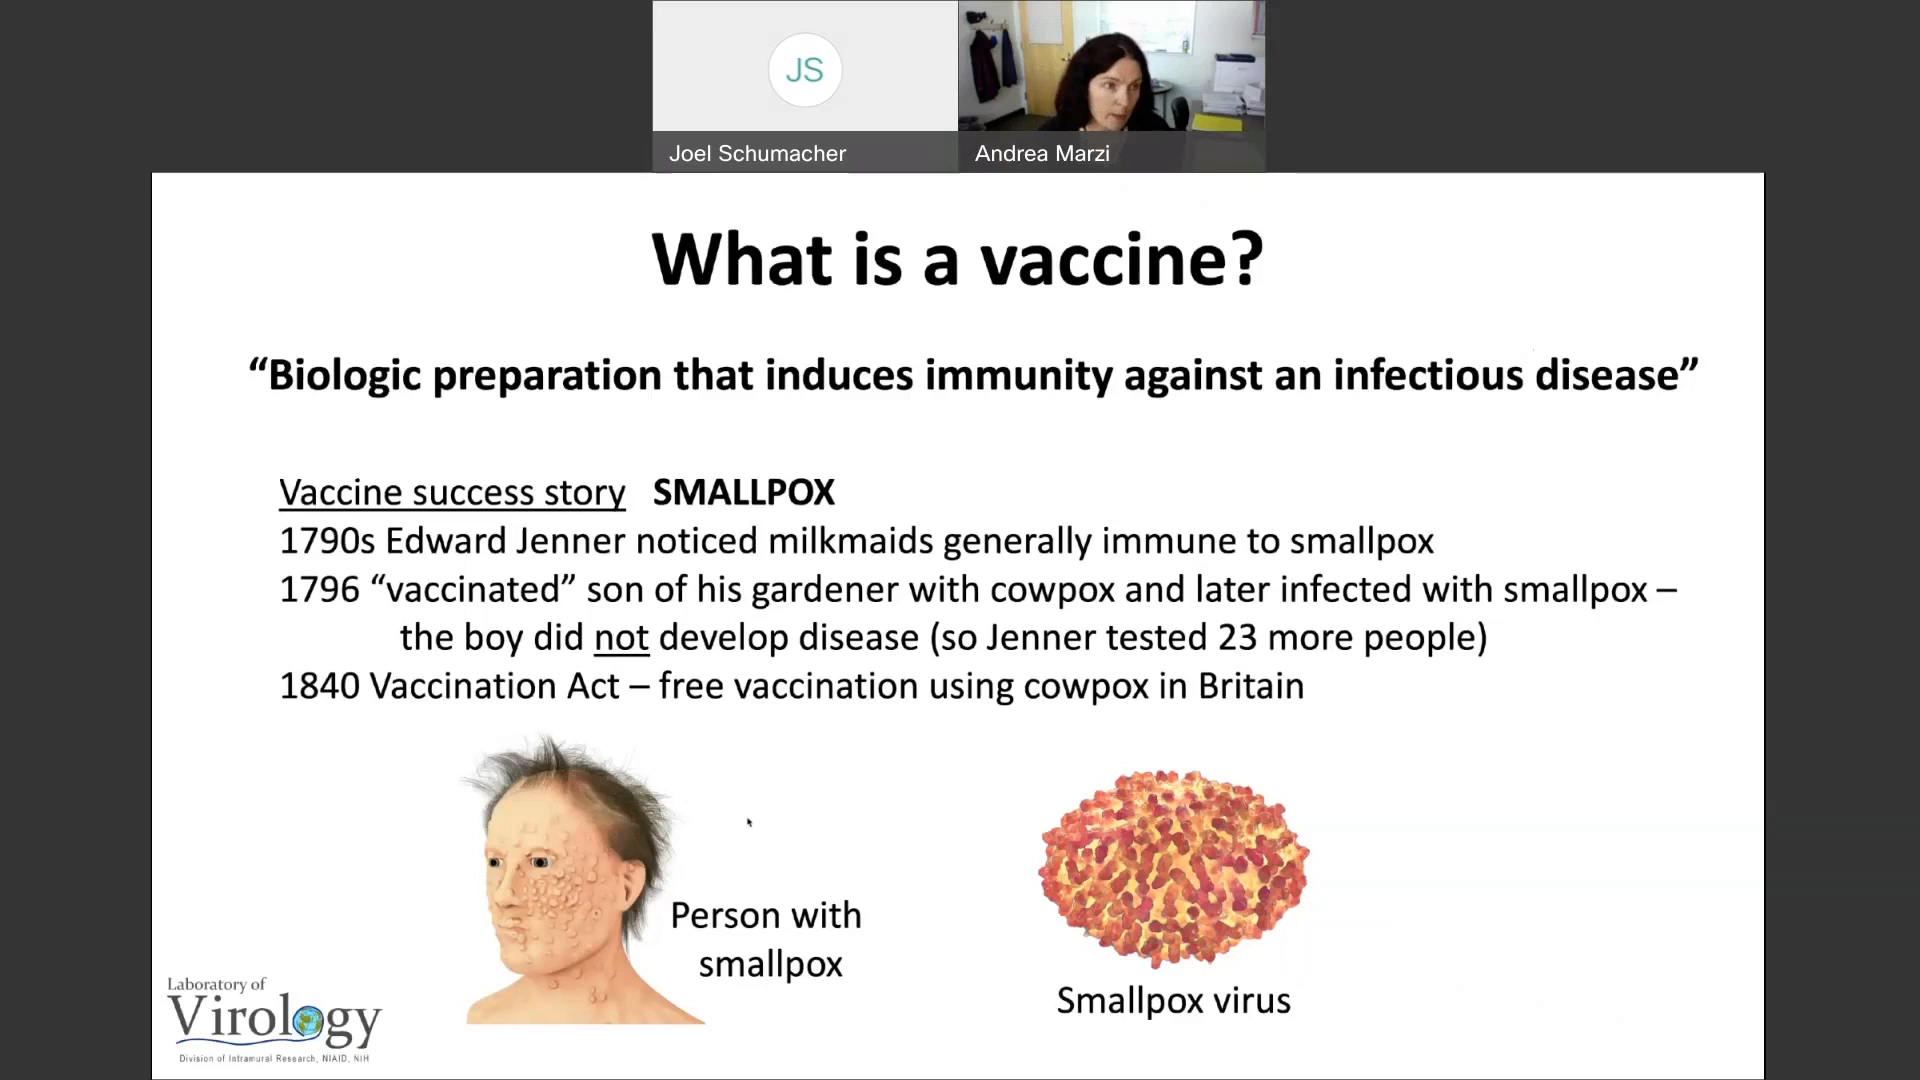 JS
Joel Schumacher
Andrea Marzi
What is a vaccine?
“Biologic preparation that induces immunity against an infectious disease”
Vaccine success story SMALLPOX
1790s Edward Jenner noticed milkmaids generally immune to smallpox
1796 “vaccinated” son of his gardener with cowpox and later infected with smallpox –
the boy did not develop disease (so Jenner tested 23 more people)
1840 Vaccination Act – free vaccination using cowpox in Britain
Person with
smallpox
Smallpox virus
Laboratory of
Virology
Division of Intramural Research, NIAID, NIH